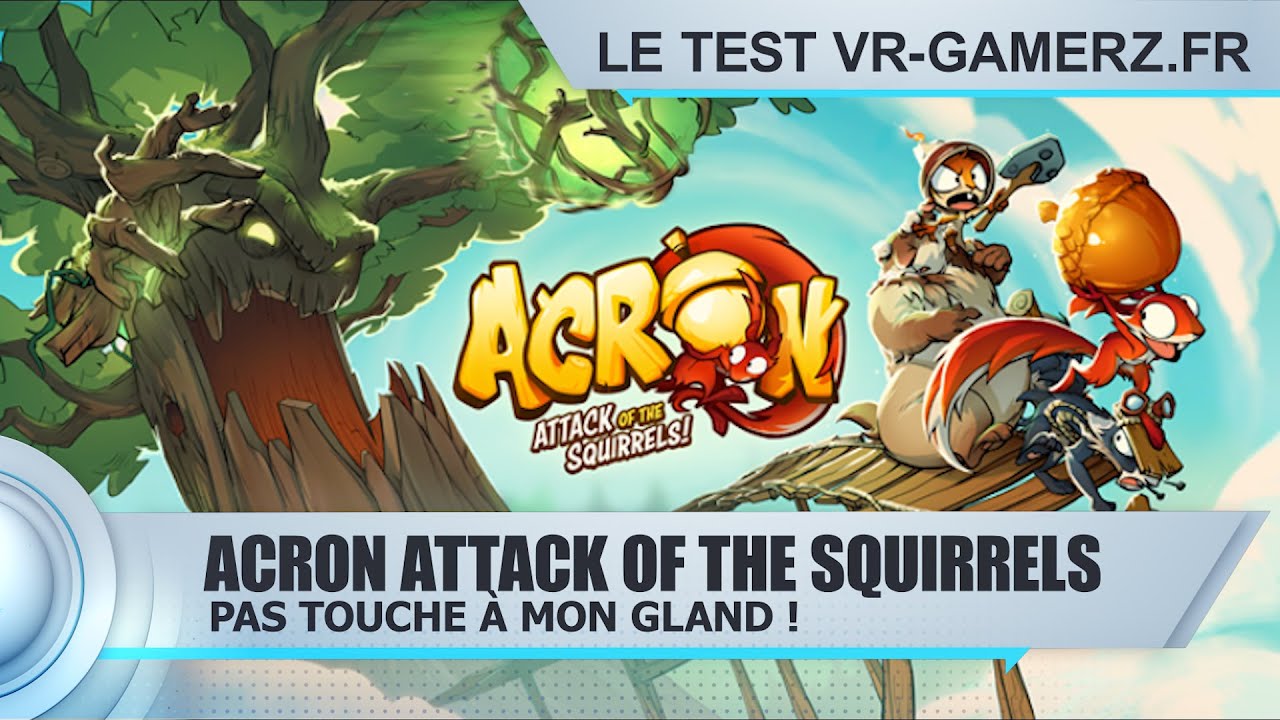 LE TEST VR-GAMERZ.FR
ACRON
ATTACK OF THE
SQUIRRELS!
ACRON ATTACK OF THE SQUIRRELS
PAS TOUCHE À MON GLAND !